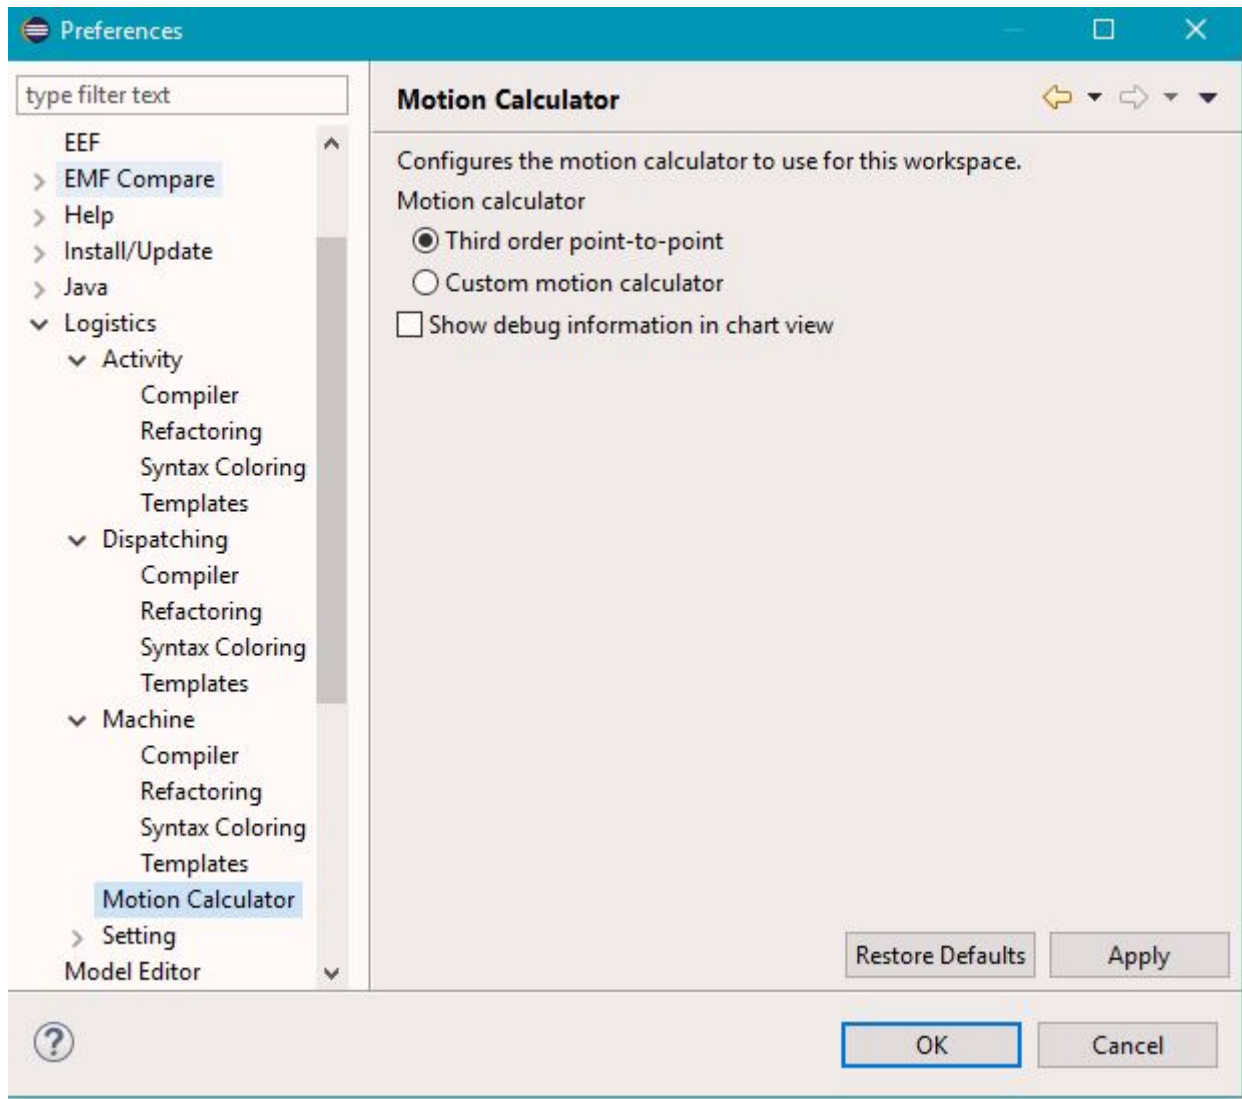 Preferences
type filter text
EEF
EMF Compare
Help
Install/Update
Java
Logistics
Activity
Compiler
Refactoring
Syntax Coloring
Templates
Dispatching
Compiler
Refactoring
Syntax Coloring
Templates
Machine
Compiler
Refactoring
Syntax Coloring
Templates
Motion Calculator
Setting
Model Editor
Motion Calculator
Configures the motion calculator to use for this workspace.
Motion calculator
Third order point-to-point
Custom motion calculator
Show debug information in chart view
Restore Defaults
Apply
?
OK
Cancel